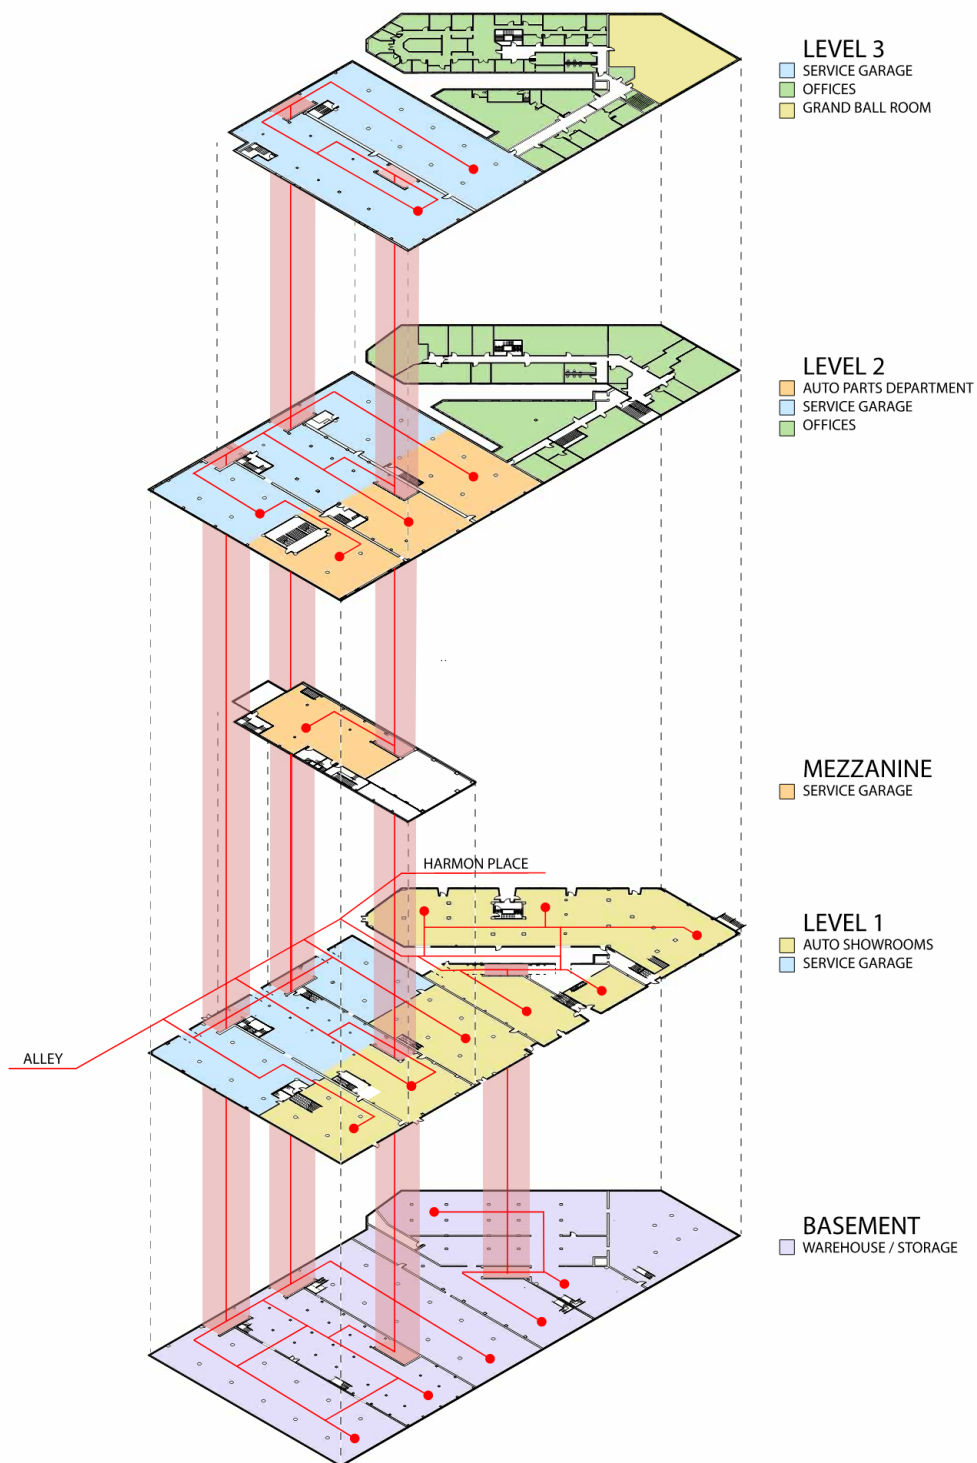 LEVEL 3
SERVICE GARAGE
OFFICES
GRAND BALL ROOM
LEVEL 2
AUTO PARTS DEPARTMENT
SERVICE GARAGE
OFFICES
MEZZANINE
SERVICE GARAGE
HARMON PLACE
LEVEL 1
AUTO SHOWROOMS
SERVICE GARAGE
ALLEY
BASEMENT
WAREHOUSE / STORAGE